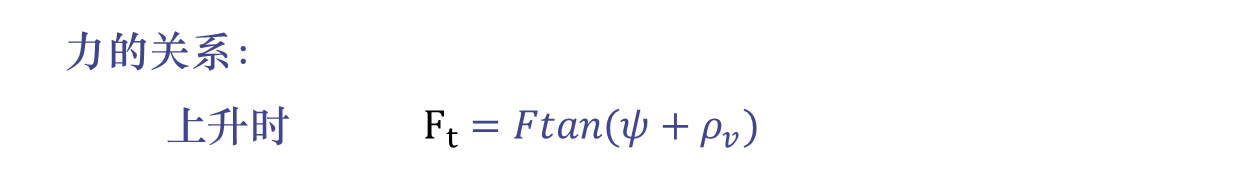 力的关系：
上升时 Fₜ = Ftan(ψ + ρᵥ)